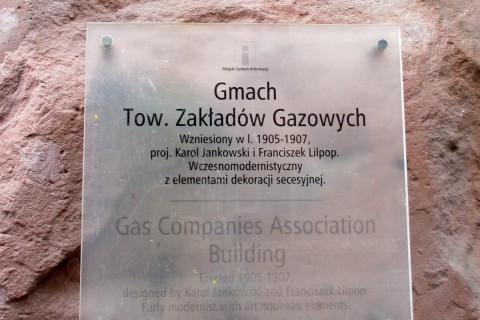 Miejski System Informacji
Gmach
Tow. Zakładów Gazowych
Wzniesiony w l. 1905-1907,
proj. Karol Jankowski i Franciszek Lilpop.
Wczesnomodernistyczny
z elementami dekoracji secesyjnej.
Gas Companies Association
Building
Erected 1905-1907,
designed by Karol Jankowski and Franciszek Lilpop.
Early modernist with art nouveau elements.